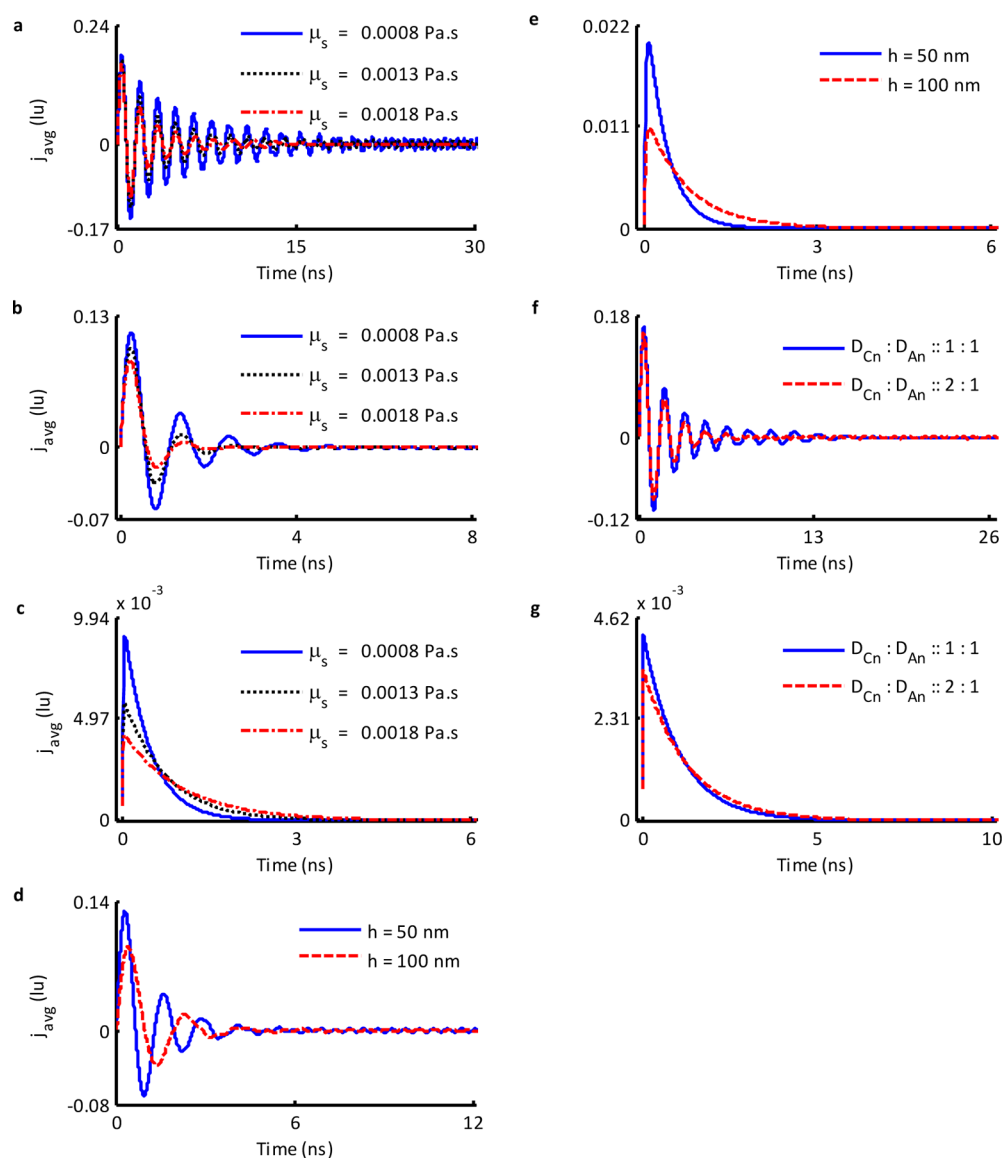 a
0.24
μs = 0.0008 Pa.s
μs = 0.0013 Pa.s
μs = 0.0018 Pa.s
javg (lu)
0
-0.17
0 15 30
Time (ns)
b
0.13
μs = 0.0008 Pa.s
μs = 0.0013 Pa.s
μs = 0.0018 Pa.s
javg (lu)
0
-0.07
0 4 8
Time (ns)
c
x 10-3
9.94
μs = 0.0008 Pa.s
μs = 0.0013 Pa.s
μs = 0.0018 Pa.s
javg (lu)
4.97
0
0 3 6
Time (ns)
d
0.14
h = 50 nm
h = 100 nm
javg (lu)
0
-0.08
0 6 12
Time (ns)
e
0.022
h = 50 nm
h = 100 nm
javg (lu)
0.011
0
0 3 6
Time (ns)
f
0.18
DCn : DAn :: 1 : 1
DCn : DAn :: 2 : 1
javg (lu)
0
-0.12
0 13 26
Time (ns)
g
x 10-3
4.62
DCn : DAn :: 1 : 1
DCn : DAn :: 2 : 1
javg (lu)
2.31
0
0 5 10
Time (ns)